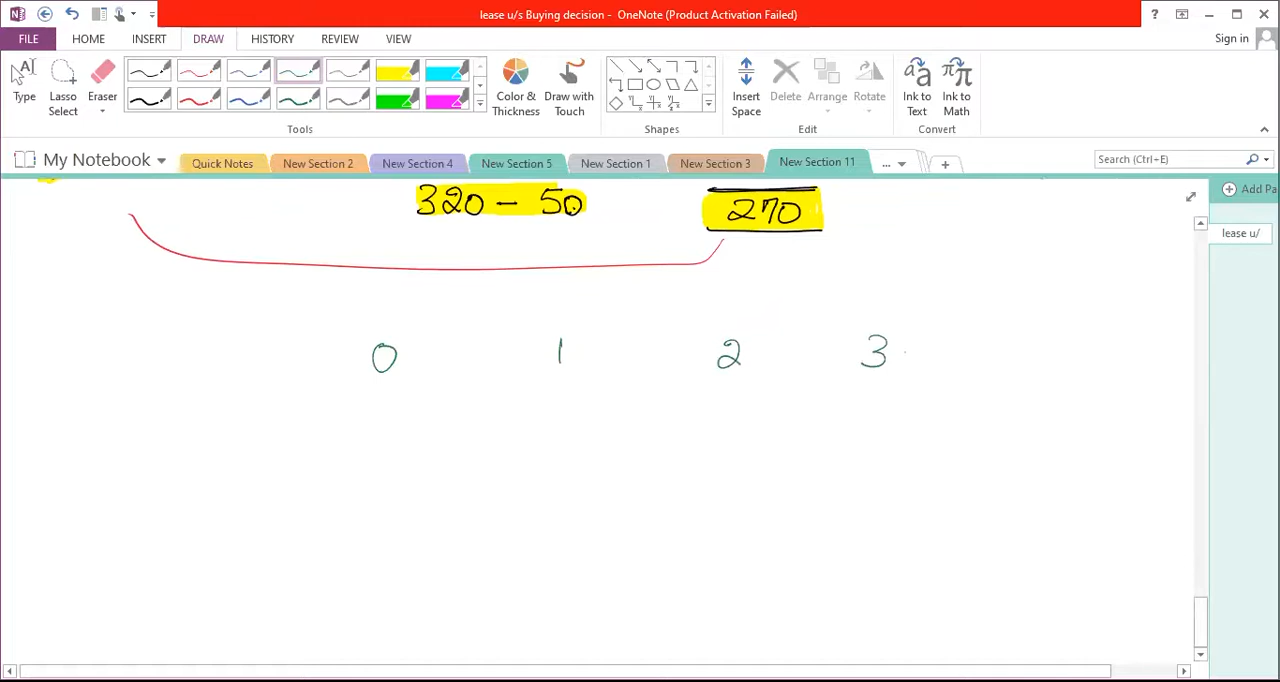 lease u/s Buying decision - OneNote (Product Activation Failed)
?
FILE HOME INSERT DRAW HISTORY REVIEW VIEW
Sign in
Type
Lasso Select
Eraser
Color & Thickness
Draw with Touch
Insert Space
Delete
Arrange
Rotate
Ink to Text
Ink to Math
Tools Shapes Edit Convert
My Notebook Quick Notes New Section 2 New Section 4 New Section 5 New Section 1 New Section 3 New Section 11 ... Search (Ctrl+E)
Add Pa
lease u/
320 - 50 270
0 1 2 3